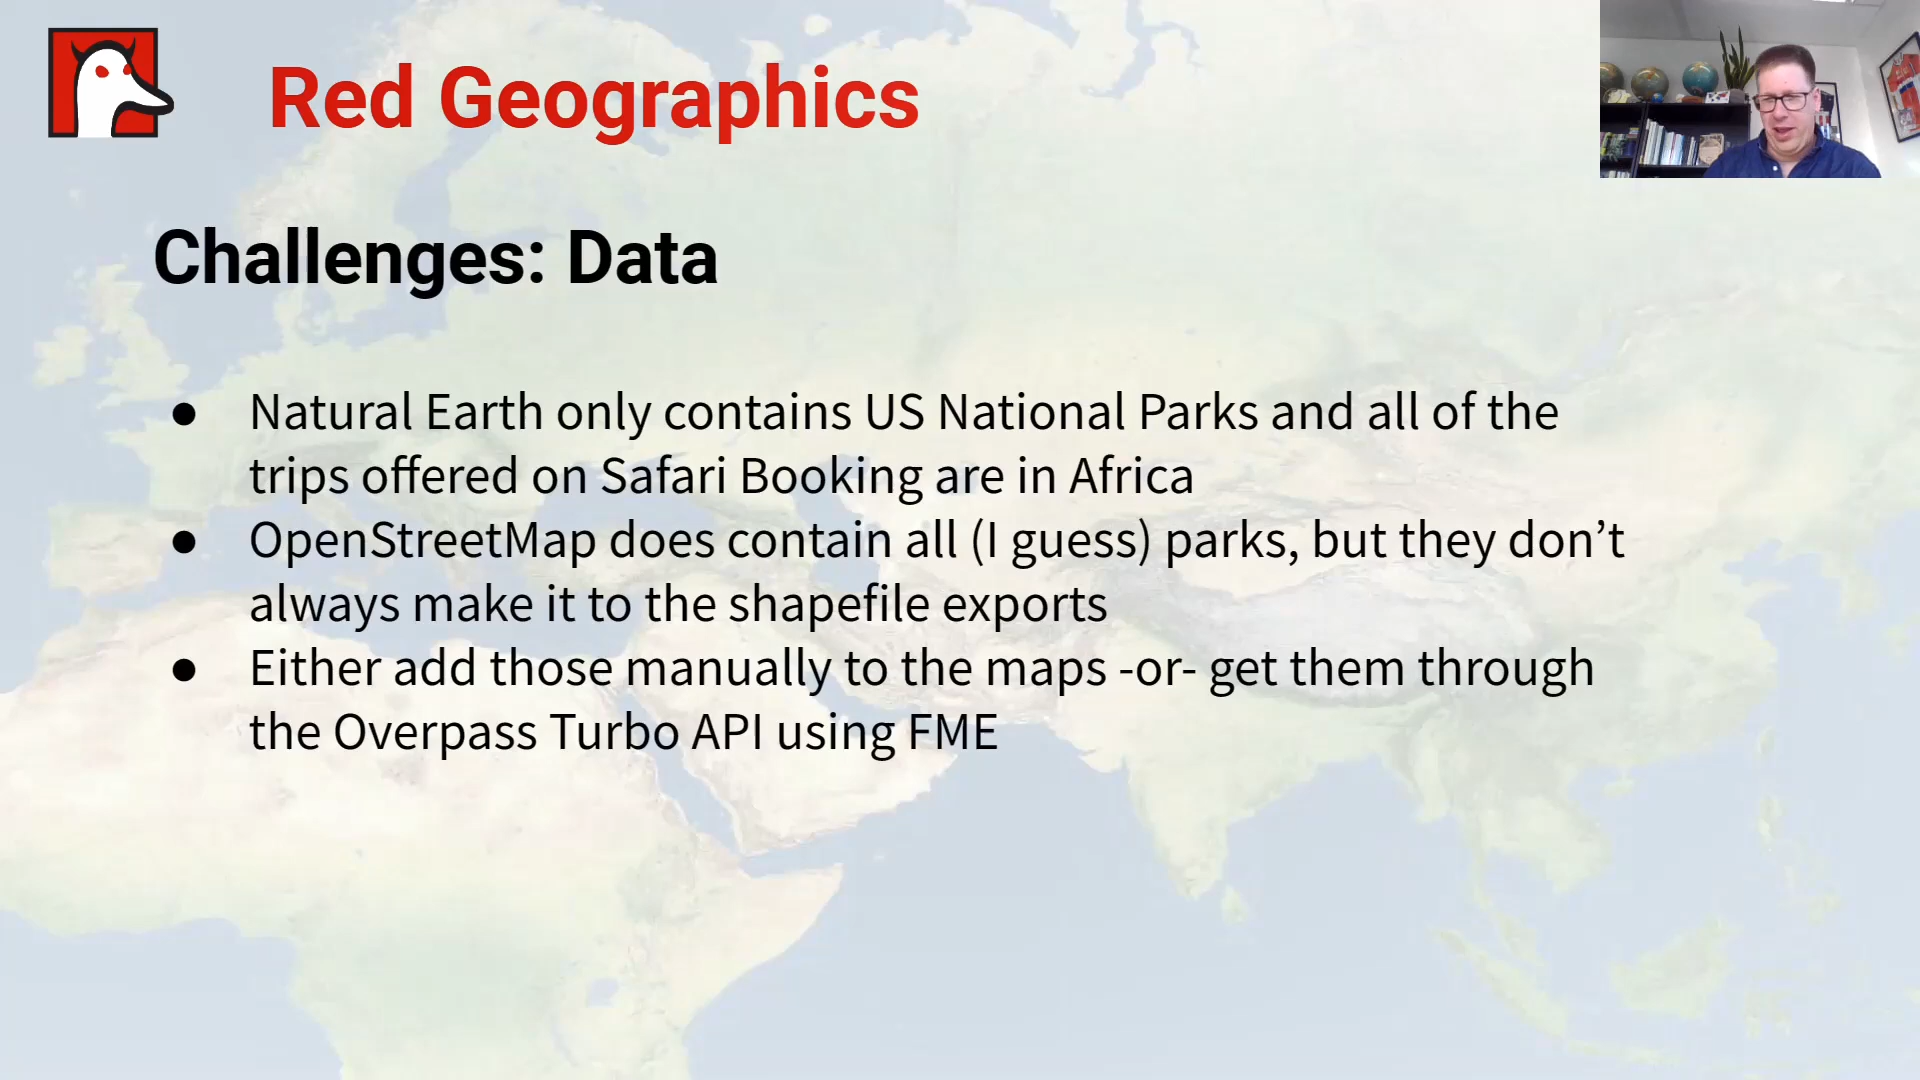 Red Geographics
Challenges: Data
● Natural Earth only contains US National Parks and all of the
trips offered on Safari Booking are in Africa
● OpenStreetMap does contain all (I guess) parks, but they don’t
always make it to the shapefile exports
● Either add those manually to the maps -or- get them through
the Overpass Turbo API using FME